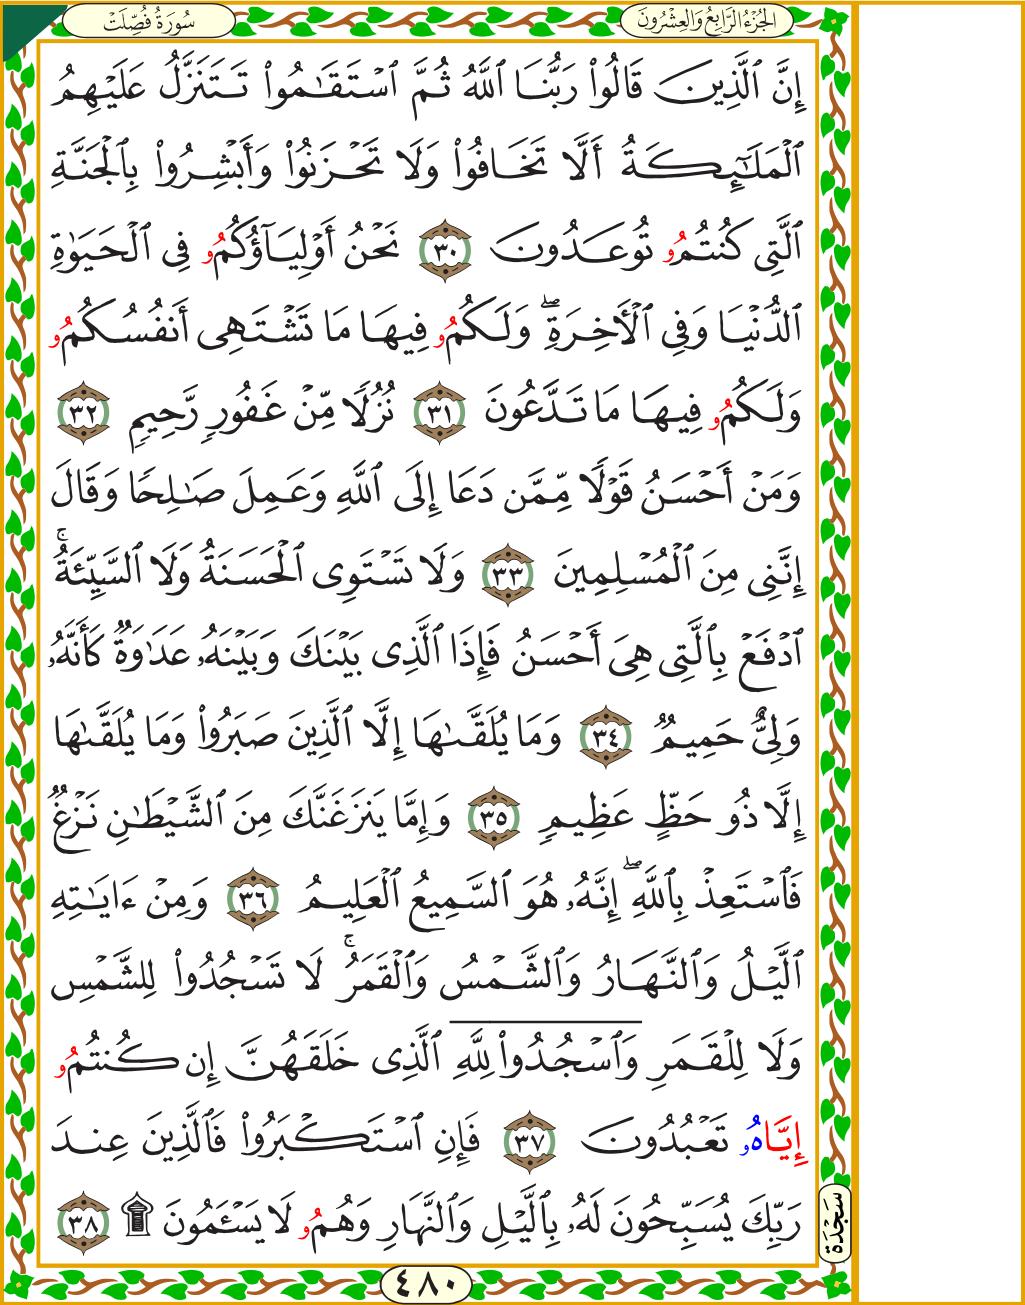 الجُزْءُ الرَّابِعُ وَالعِشْرُونَ
سُورَةُ فُصِّلَتْ
إِنَّ ٱلَّذِينَ قَالُوا۟ رَبُّنَا ٱللَّهُ ثُمَّ ٱسْتَقَٰمُوا۟ تَتَنَزَّلُ عَلَيْهِمُ
ٱلْمَلَٰٓئِكَةُ أَلَّا تَخَافُوا۟ وَلَا تَحْزَنُوا۟ وَأَبْشِرُوا۟ بِٱلْجَنَّةِ
ٱلَّتِى كُنتُمُۥ تُوعَدُونَ ٣٠ نَحْنُ أَوْلِيَآؤُكُمُۥ فِى ٱلْحَيَوٰةِ
ٱلدُّنْيَا وَفِى ٱلْأَخِرَةِۖ وَلَكُمُۥ فِيهَا مَا تَشْتَهِى أَنفُسُكُمُۥ
وَلَكُمُۥ فِيهَا مَا تَدَّعُونَ ٣١ نُزُلًا مِّنْ غَفُورٍ رَّحِيمٍ ٣٢
وَمَنْ أَحْسَنُ قَوْلًا مِّمَّن دَعَا إِلَى ٱللَّهِ وَعَمِلَ صَٰلِحًا وَقَالَ
إِنَّنِى مِنَ ٱلْمُسْلِمِينَ ٣٣ وَلَا تَسْتَوِى ٱلْحَسَنَةُ وَلَا ٱلسَّيِّئَةُۚ
ٱدْفَعْ بِٱلَّتِى هِىَ أَحْسَنُ فَإِذَا ٱلَّذِى بَيْنَكَ وَبَيْنَهُۥ عَدَٰوَةٌ كَأَنَّهُۥ
وَلِىٌّ حَمِيمٌ ٣٤ وَمَا يُلَقَّىٰهَا إِلَّا ٱلَّذِينَ صَبَرُوا۟ وَمَا يُلَقَّىٰهَا
إِلَّا ذُو حَظٍّ عَظِيمٍ ٣٥ وَإِمَّا يَنزَغَنَّكَ مِنَ ٱلشَّيْطَٰنِ نَزْغٌ
فَٱسْتَعِذْ بِٱللَّهِۖ إِنَّهُۥ هُوَ ٱلسَّمِيعُ ٱلْعَلِيمُ ٣٦ وَمِنْ ءَايَٰتِهِ
ٱلَّيْلُ وَٱلنَّهَارُ وَٱلشَّمْسُ وَٱلْقَمَرُۚ لَا تَسْجُدُوا۟ لِلشَّمْسِ
وَلَا لِلْقَمَرِ وَٱسْجُدُوا۟ لِلَّهِ ٱلَّذِى خَلَقَهُنَّ إِن كُنتُمُۥ
إِيَّاهُۥ تَعْبُدُونَ ٣٧ فَإِنِ ٱسْتَكْبَرُوا۟ فَٱلَّذِينَ عِندَ
رَبِّكَ يُسَبِّحُونَ لَهُۥ بِٱلَّيْلِ وَٱلنَّهَارِ وَهُمُۥ لَا يَسْـَٔمُونَ ۩ ٣٨
سَجْدَة
٤٨٠